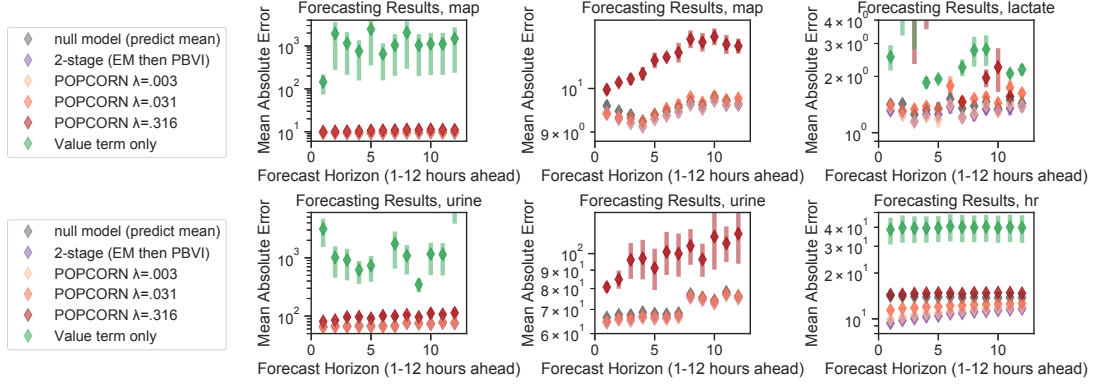 null model (predict mean)
2-stage (EM then PBVI)
POPCORN λ=.003
POPCORN λ=.031
POPCORN λ=.316
Value term only
Forecasting Results, map
Mean Absolute Error
10³
10²
10¹
0 5 10
Forecast Horizon (1-12 hours ahead)
Forecasting Results, map
Mean Absolute Error
10¹
9 × 10⁰
0 5 10
Forecast Horizon (1-12 hours ahead)
Forecasting Results, lactate
Mean Absolute Error
4 × 10⁰
3 × 10⁰
2 × 10⁰
10⁰
0 5 10
Forecast Horizon (1-12 hours ahead)
null model (predict mean)
2-stage (EM then PBVI)
POPCORN λ=.003
POPCORN λ=.031
POPCORN λ=.316
Value term only
Forecasting Results, urine
Mean Absolute Error
10³
10²
0 5 10
Forecast Horizon (1-12 hours ahead)
Forecasting Results, urine
Mean Absolute Error
10²
9 × 10¹
8 × 10¹
7 × 10¹
6 × 10¹
0 5 10
Forecast Horizon (1-12 hours ahead)
Forecasting Results, hr
Mean Absolute Error
4 × 10¹
3 × 10¹
2 × 10¹
10¹
0 5 10
Forecast Horizon (1-12 hours ahead)